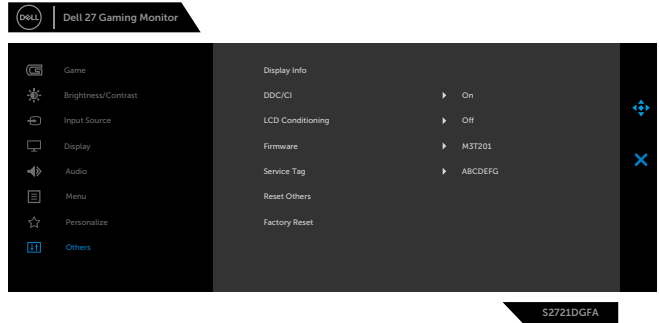 DELL
Dell 27 Gaming Monitor
Game
Display Info
Brightness/Contrast
DDC/CI
On
Input Source
LCD Conditioning
Off
Display
Firmware
M3T201
Audio
Service Tag
ABCDEFG
Menu
Reset Others
Personalize
Factory Reset
Others
S2721DGFA